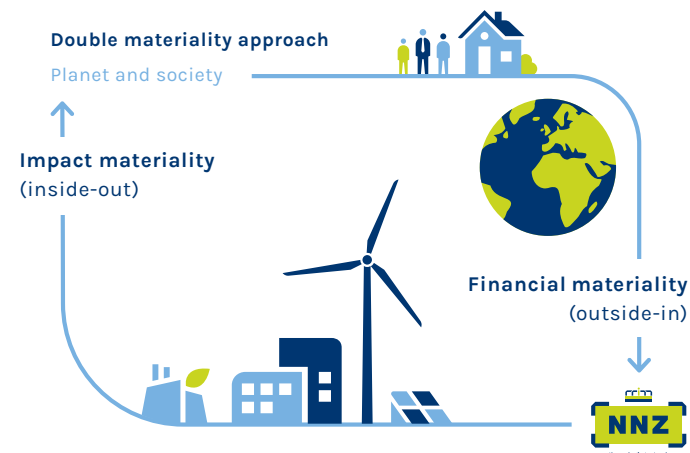 Double materiality approach
Planet and society
Impact materiality
(inside-out)
Financial materiality
(outside-in)
NNZ